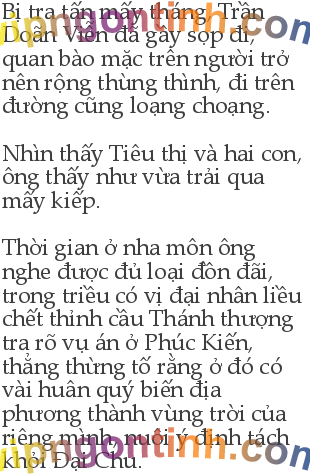 Bị tra tấn mấy tháng, Trần
Doãn Viễn đã gầy sọp đi,
quan bào mặc trên người trở
nên rộng thùng thình, đi trên
đường cũng loạng choạng.
Nhìn thấy Tiêu thị và hai con,
ông thấy như vừa trải qua
mấy kiếp.
Thời gian ở nha môn ông
nghe được đủ loại đồn đãi,
trong triều có vị đại nhân liều
chết thỉnh cầu Thánh thượng
tra rõ vụ án ở Phúc Kiến,
thẳng thừng tố rằng ở đó có
vài huân quý biến địa
phương thành vùng trời của
riêng mình, nuôi ý định tách
khỏi Đại Chu.
vipngontinh.com
vipngontinh.com